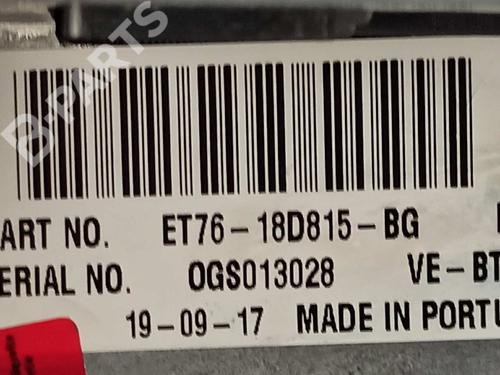 B-PARTS
ART NO. ET76-18D815-BG
ERIAL NO. OGS013028 VE-BT
19-09-17 MADE IN PORTU